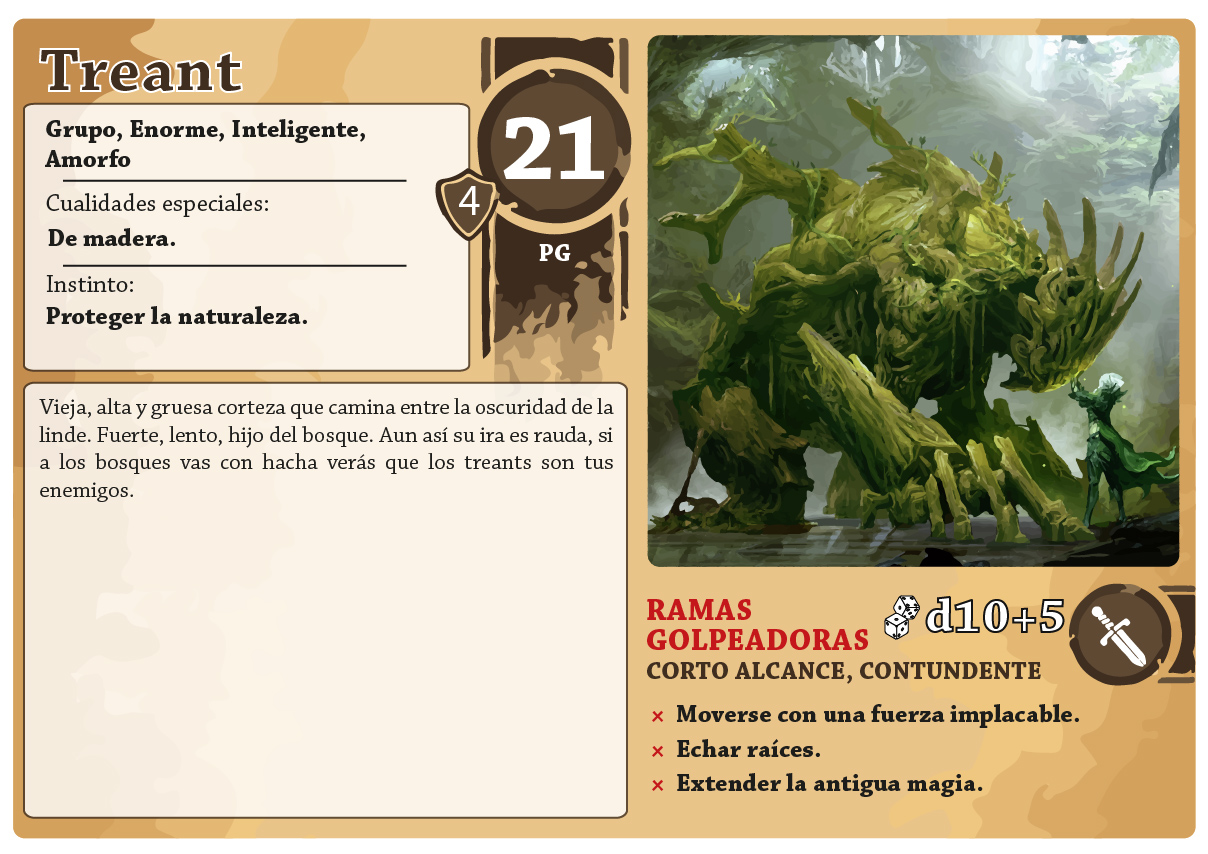 Treant
Grupo, Enorme, Inteligente,
Amorfo
Cualidades especiales:
De madera.
Instinto:
Proteger la naturaleza.
4
21
PG
Vieja, alta y gruesa corteza que camina entre la oscuridad de la
linde. Fuerte, lento, hijo del bosque. Aun así su ira es rauda, si
a los bosques vas con hacha verás que los treants son tus
enemigos.
RAMAS
GOLPEADORAS
d10+5
CORTO ALCANCE, CONTUNDENTE
× Moverse con una fuerza implacable.
× Echar raíces.
× Extender la antigua magia.